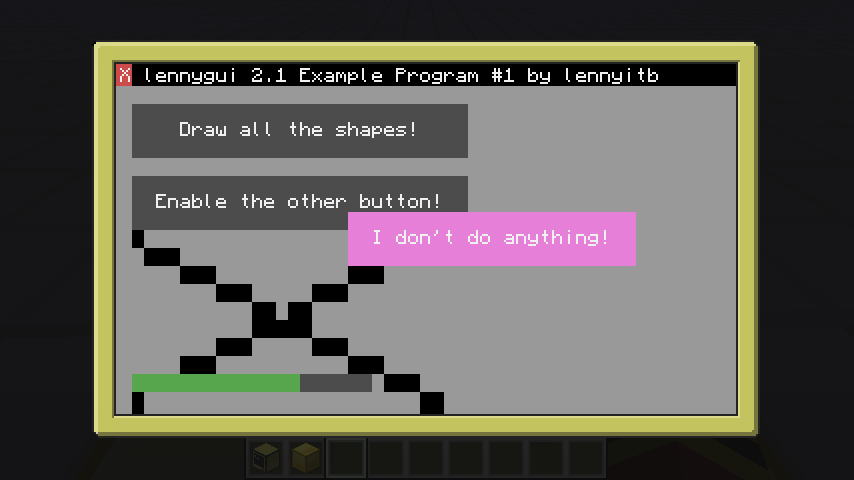 X lennygui 2.1 Example Program #1 by lennyitb
Draw all the shapes!
Enable the other button!
I don't do anything!